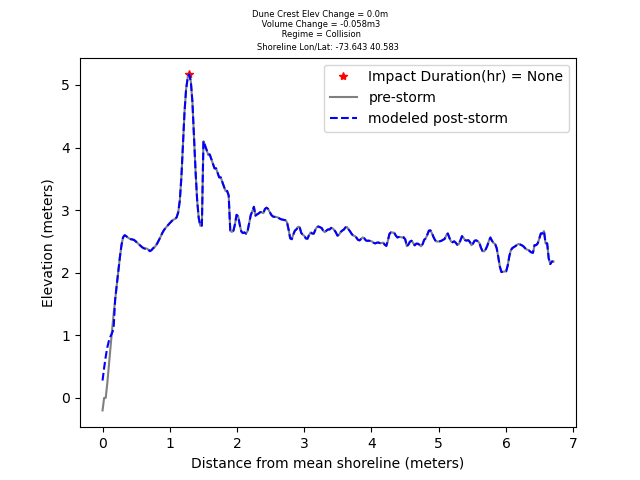 Dune Crest Elev Change = 0.0m
Volume Change = -0.058m3
Regime = Collision
Shoreline Lon/Lat: -73.643 40.583
Impact Duration(hr) = None
pre-storm
modeled post-storm
Elevation (meters)
5
4
3
2
1
0
0 1 2 3 4 5 6 7
Distance from mean shoreline (meters)